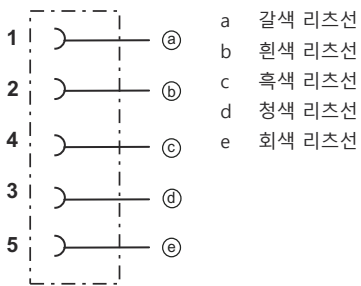 1 ⓐ
2 ⓑ
4 ⓒ
3 ⓓ
5 ⓔ
a 갈색 리츠선
b 흰색 리츠선
c 흑색 리츠선
d 청색 리츠선
e 회색 리츠선